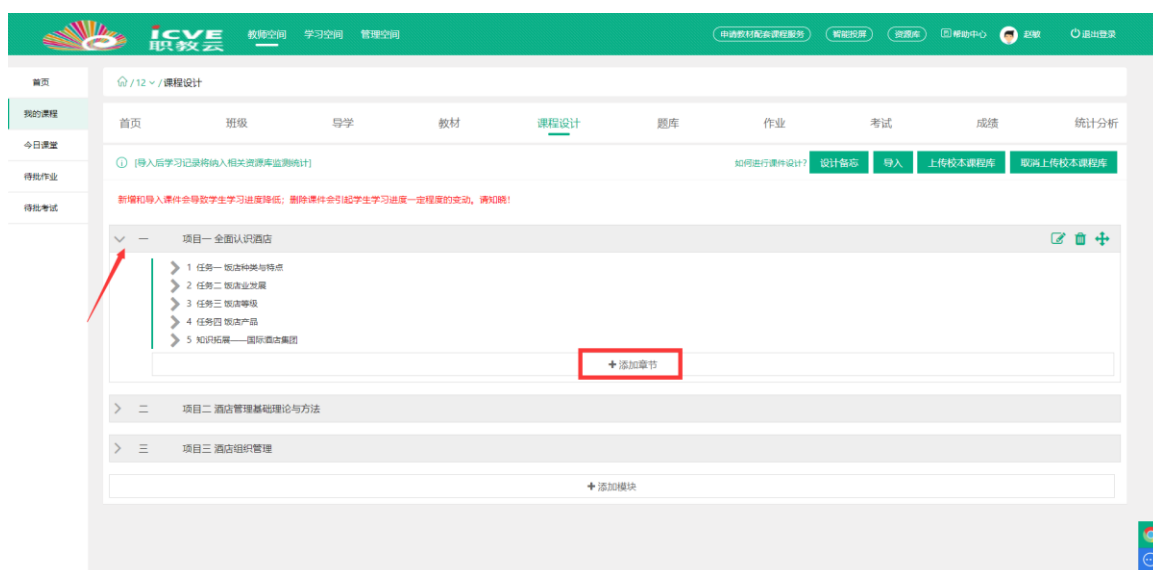 icve 职教云 教师空间 学习空间 管理空间 申请教材配套课程服务 智能投屏 资源库 帮助中心 赵敏 退出登录
首页
我的课程
今日课堂
待批作业
待批考试
/ 12 / 课程设计
首页 班级 导学 教材 课程设计 题库 作业 考试 成绩 统计分析
[导入后学习记录将纳入相关资源库监测统计] 如何进行课件设计? 设计备忘 导入 上传校本课程库 取消上传校本课程库
新增和导入课件会导致学生学习进度降低；删除课件会引起学生学习进度一定程度的变动，请知晓！
一 项目一 全面认识酒店
1 任务一 饭店种类与特点
2 任务二 饭店业发展
3 任务三 饭店等级
4 任务四 饭店产品
5 知识拓展——国际酒店集团
+ 添加章节
二 项目二 酒店管理基础理论与方法
三 项目三 酒店组织管理
+ 添加模块